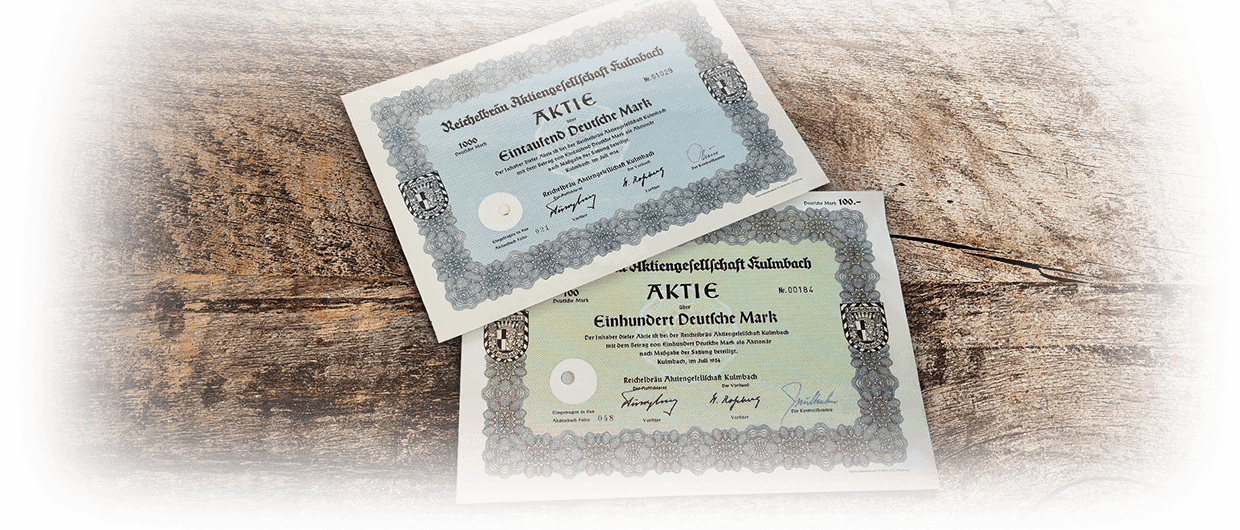 Reichelbräu Aktiengesellschaft Kulmbach
Nr. 01029
AKTIE
1000
Deutsche Mark
über
Eintausend Deutsche Mark
Der Inhaber dieser Aktie ist bei der Reichelbräu Aktiengesellschaft Kulmbach
mit dem Betrag von Eintausend Deutsche Mark als Aktionär
nach Maßgabe der Satzung beteiligt.
Kulmbach, im Juli 1954
Reichelbräu Aktiengesellschaft Kulmbach
Der Aufsichtsrat
Der Vorstand
Der Kontrollbeamte
Vorsitzer
Vorsitzer
Eingetragen in das
Aktienbuch Folio 021
Deutsche Mark 100.–
Aktiengesellschaft Kulmbach
100
Deutsche Mark
AKTIE
Nr. 00184
über
Einhundert Deutsche Mark
Der Inhaber dieser Aktie ist bei der Reichelbräu Aktiengesellschaft Kulmbach
mit dem Betrag von Einhundert Deutsche Mark als Aktionär
nach Maßgabe der Satzung beteiligt.
Kulmbach, im Juli 1954
Reichelbräu Aktiengesellschaft Kulmbach
Der Aufsichtsrat
Der Vorstand
Eingetragen in das
Aktienbuch Folio 048
Vorsitzer
Vorsitzer
Der Kontrollbeamte